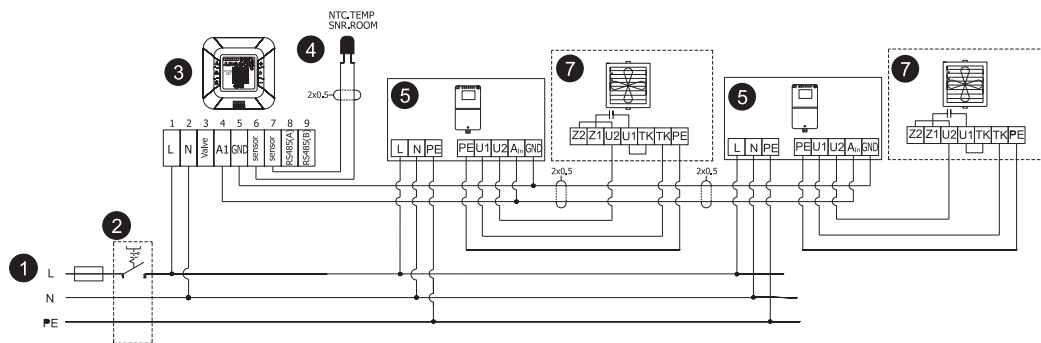 NTC.TEMP
SNR.ROOM
4
3
2x0.5
5
7
5
7
1 2 3 4 5 6 7 8 9
L N Valve A1 GND sensor sensor RS485(A) RS485(B)
L N PE
PE U1 U2 AIn GND
Z2 Z1 U2 U1 TK TK PE
L N PE
PE U1 U2 AIn GND
Z2 Z1 U2 U1 TK TK PE
2x0.5
2x0.5
2
1
L
N
PE